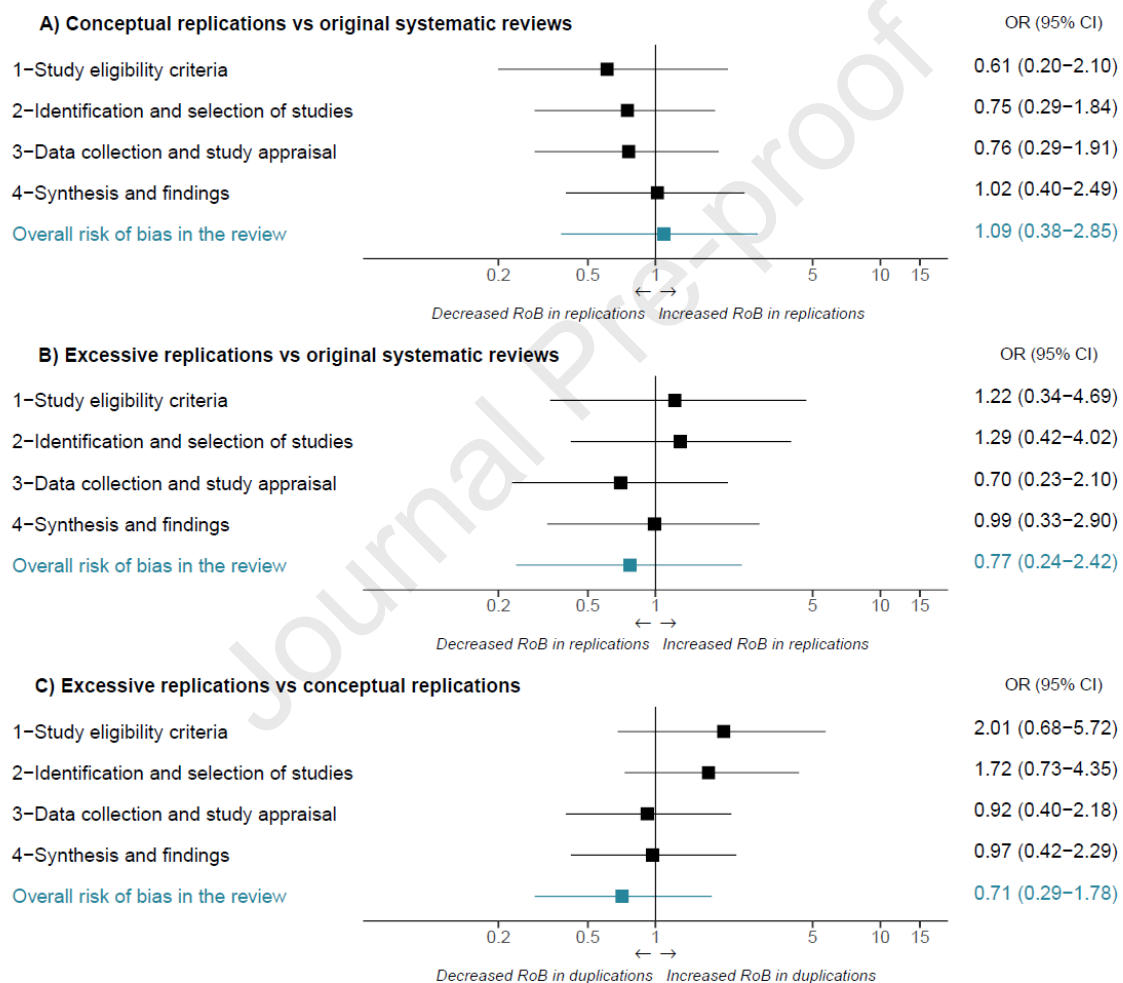 A) Conceptual replications vs original systematic reviews OR (95% CI)
1−Study eligibility criteria 0.61 (0.20−2.10)
2−Identification and selection of studies 0.75 (0.29−1.84)
3−Data collection and study appraisal 0.76 (0.29−1.91)
4−Synthesis and findings 1.02 (0.40−2.49)
Overall risk of bias in the review 1.09 (0.38−2.85)
0.2 0.5 1 5 10 15
← →
Decreased RoB in replications Increased RoB in replications
B) Excessive replications vs original systematic reviews OR (95% CI)
1−Study eligibility criteria 1.22 (0.34−4.69)
2−Identification and selection of studies 1.29 (0.42−4.02)
3−Data collection and study appraisal 0.70 (0.23−2.10)
4−Synthesis and findings 0.99 (0.33−2.90)
Overall risk of bias in the review 0.77 (0.24−2.42)
0.2 0.5 1 5 10 15
← →
Decreased RoB in replications Increased RoB in replications
C) Excessive replications vs conceptual replications OR (95% CI)
1−Study eligibility criteria 2.01 (0.68−5.72)
2−Identification and selection of studies 1.72 (0.73−4.35)
3−Data collection and study appraisal 0.92 (0.40−2.18)
4−Synthesis and findings 0.97 (0.42−2.29)
Overall risk of bias in the review 0.71 (0.29−1.78)
0.2 0.5 1 5 10 15
← →
Decreased RoB in duplications Increased RoB in duplications
Journal Pre-proof